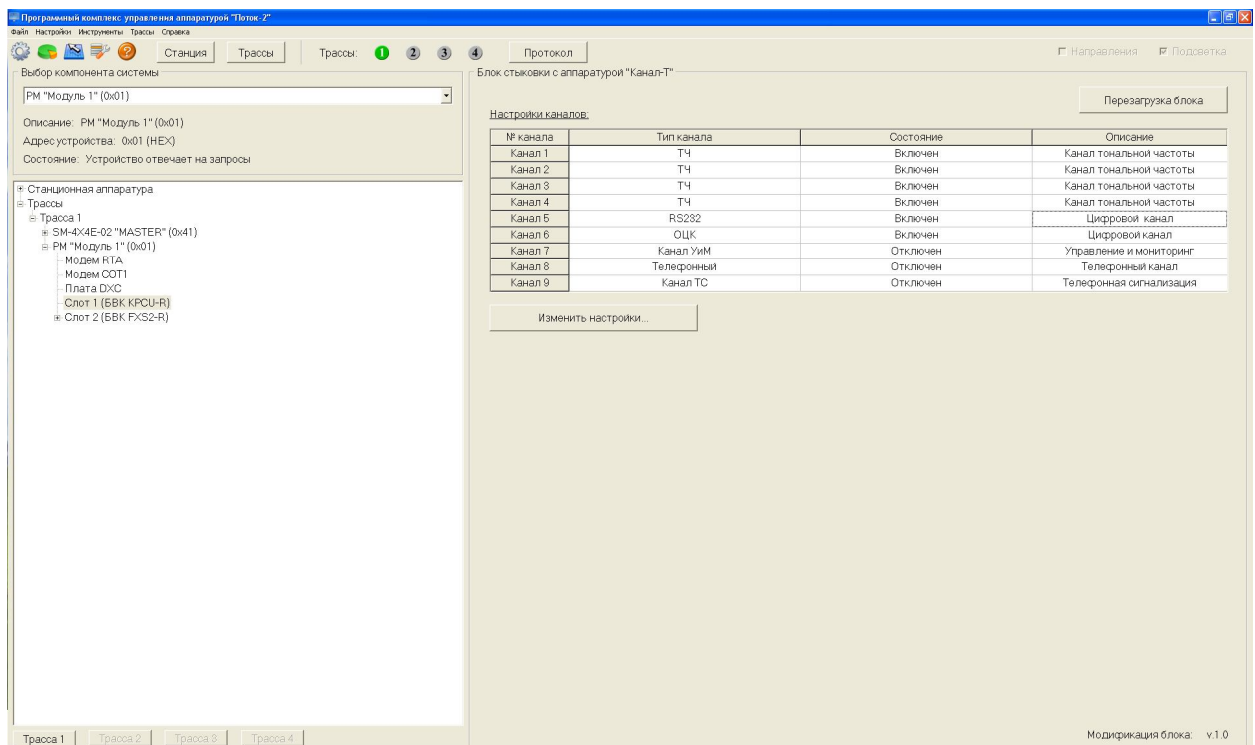 Программный комплекс управления аппаратурой "Поток-2"
Файл Настройки Инструменты Трассы Справка
Станция Трассы Трассы: 1 2 3 4 Протокол Направления Подсветка
Выбор компонента системы
РМ "Модуль 1" (0x01)
Описание: РМ "Модуль 1" (0x01)
Адрес устройства: 0x01 (HEX)
Состояние: Устройство отвечает на запросы
Станционная аппаратура
Трассы
Трасса 1
SM-4X4E-02 "MASTER" (0x41)
РМ "Модуль 1" (0x01)
Модем RTA
Модем COT1
Плата DXC
Слот 1 (БВК KPCU-R)
Слот 2 (БВК FXS2-R)
Трасса 1 Трасса 2 Трасса 3 Трасса 4
Блок стыковки с аппаратурой "Канал-Т"
Перезагрузка блока
Настройки каналов:
№ канала Тип канала Состояние Описание
Канал 1 ТЧ Включен Канал тональной частоты
Канал 2 ТЧ Включен Канал тональной частоты
Канал 3 ТЧ Включен Канал тональной частоты
Канал 4 ТЧ Включен Канал тональной частоты
Канал 5 RS232 Включен Цифровой канал
Канал 6 ОЦК Включен Цифровой канал
Канал 7 Канал УиМ Отключен Управление и мониторинг
Канал 8 Телефонный Отключен Телефонный канал
Канал 9 Канал ТС Отключен Телефонная сигнализация
Изменить настройки...
Модификация блока: v.1.0